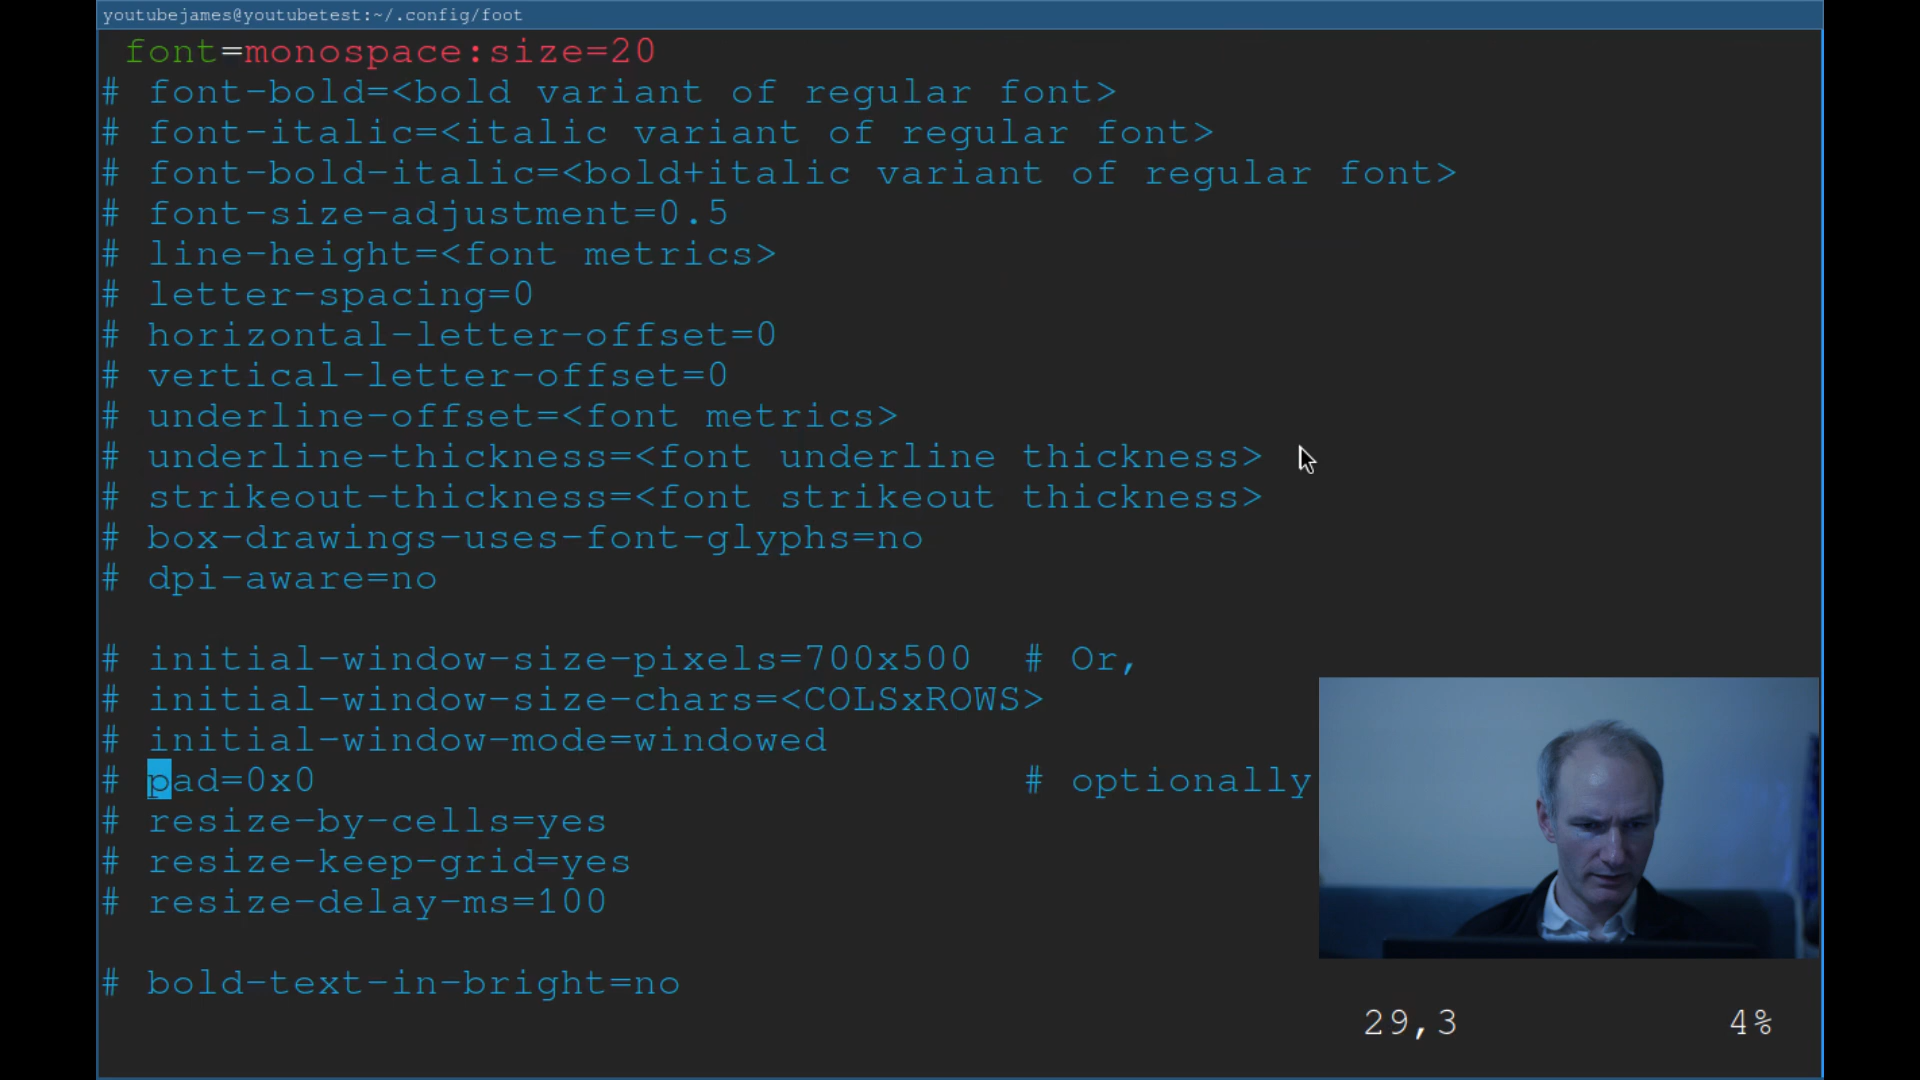 youtubejames@youtubetest:~/.config/foot
font=monospace:size=20
# font-bold=<bold variant of regular font>
# font-italic=<italic variant of regular font>
# font-bold-italic=<bold+italic variant of regular font>
# font-size-adjustment=0.5
# line-height=<font metrics>
# letter-spacing=0
# horizontal-letter-offset=0
# vertical-letter-offset=0
# underline-offset=<font metrics>
# underline-thickness=<font underline thickness>
# strikeout-thickness=<font strikeout thickness>
# box-drawings-uses-font-glyphs=no
# dpi-aware=no
# initial-window-size-pixels=700x500  # Or,
# initial-window-size-chars=<COLSxROWS>
# initial-window-mode=windowed
# pad=0x0                             # optionally
# resize-by-cells=yes
# resize-keep-grid=yes
# resize-delay-ms=100
# bold-text-in-bright=no
29,3 4%